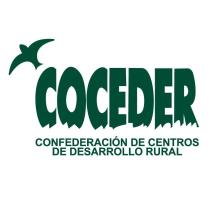 COCEDER
CONFEDERACIÓN DE CENTROS
DE DESARROLLO RURAL